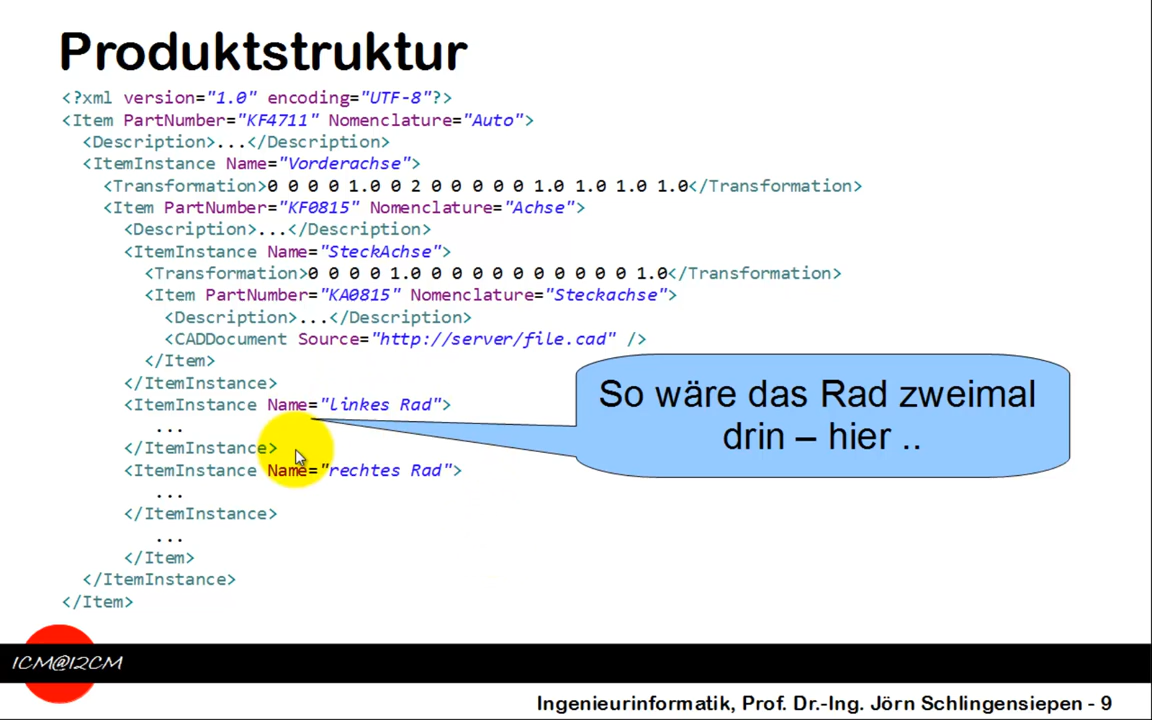 Produktstruktur
<?xml version="1.0" encoding="UTF-8"?>
<Item PartNumber="KF4711" Nomenclature="Auto">
<Description>...</Description>
<ItemInstance Name="Vorderachse">
<Transformation>0 0 0 0 1.0 0 2 0 0 0 0 0 1.0 1.0 1.0 1.0</Transformation>
<Item PartNumber="KF0815" Nomenclature="Achse">
<Description>...</Description>
<ItemInstance Name="SteckAchse">
<Transformation>0 0 0 0 1.0 0 0 0 0 0 0 0 0 0 0 1.0</Transformation>
<Item PartNumber="KA0815" Nomenclature="Steckachse">
<Description>...</Description>
<CADDocument Source="http://server/file.cad" />
</Item>
</ItemInstance>
<ItemInstance Name="linkes Rad">
...
</ItemInstance>
<ItemInstance Name="rechtes Rad">
...
</ItemInstance>
...
</Item>
</ItemInstance>
</Item>
So wäre das Rad zweimal
drin – hier ..
1CM@12CM
Ingenieurinformatik, Prof. Dr.-Ing. Jörn Schlingensiepen - 9